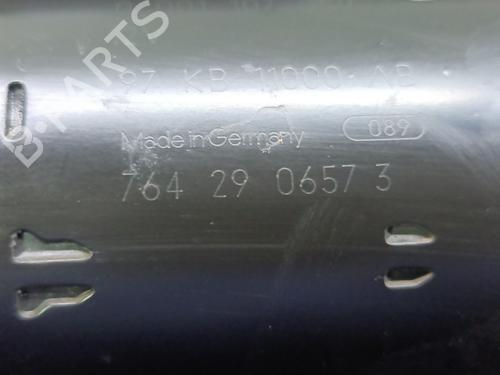 97 KB 11000-AB
Made in Germany
089
764 29 0657 3
B-PARTS